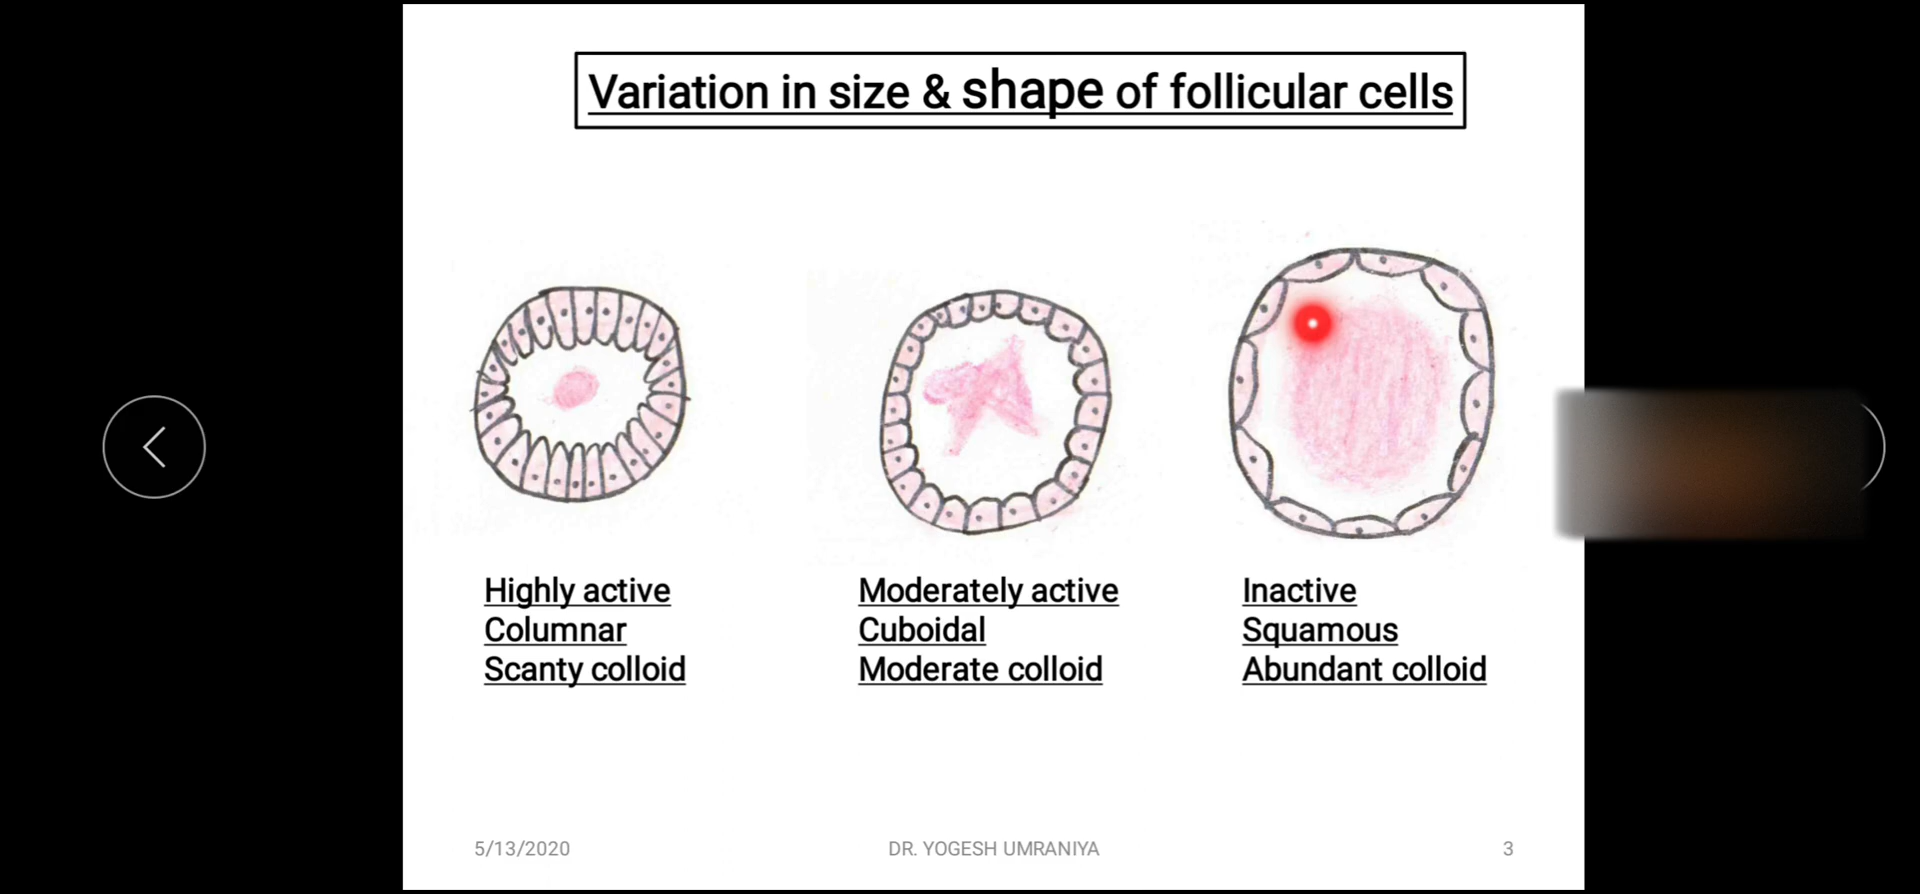 Variation in size & shape of follicular cells
Highly active
Columnar
Scanty colloid
Moderately active
Cuboidal
Moderate colloid
Inactive
Squamous
Abundant colloid
5/13/2020
DR. YOGESH UMRANIYA
3